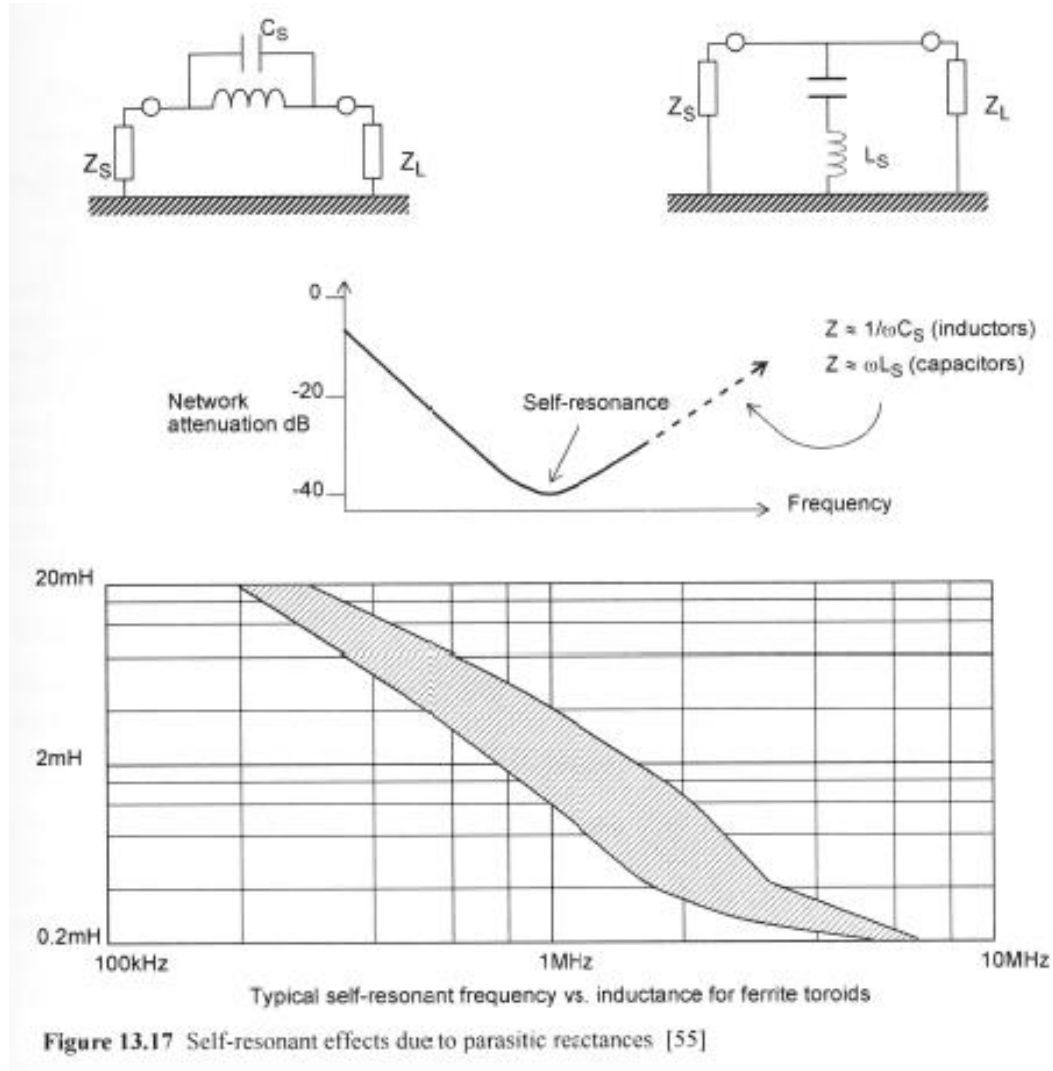 C_S
Z_S
Z_L
Z_S
L_S
Z_L
0
-20
-40
Network
attenuation dB
Self-resonance
Frequency
Z ≈ 1/ωC_S (inductors)
Z ≈ ωL_S (capacitors)
20mH
2mH
0.2mH
100kHz
1MHz
10MHz
Typical self-resonant frequency vs. inductance for ferrite toroids
Figure 13.17 Self-resonant effects due to parasitic reactances [55]